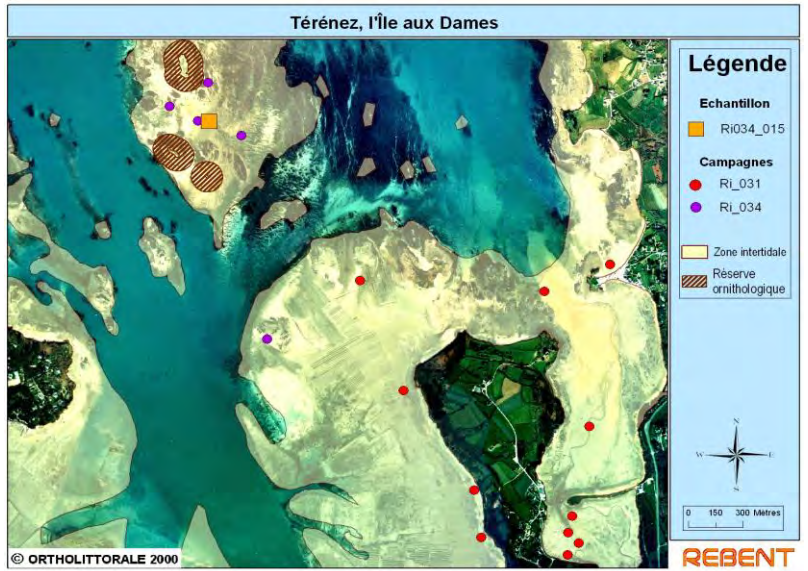 Térénez, l'Île aux Dames
Légende
Echantillon
Ri034_015
Campagnes
Ri_031
Ri_034
Zone intertidale
Réserve
ornithologique
N
W E
S
0 150 300 Mètres
© ORTHOLITTORALE 2000
REBENT